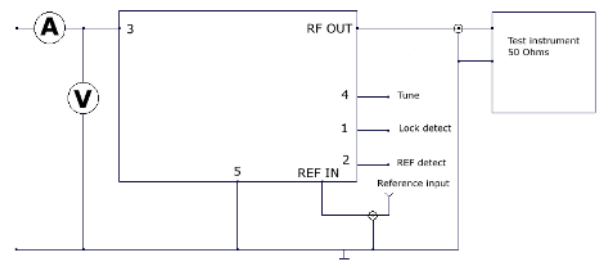 A
3
RF OUT
Test instrument
50 Ohms
V
4
Tune
1
Lock detect
2
REF detect
5
REF IN
Reference input